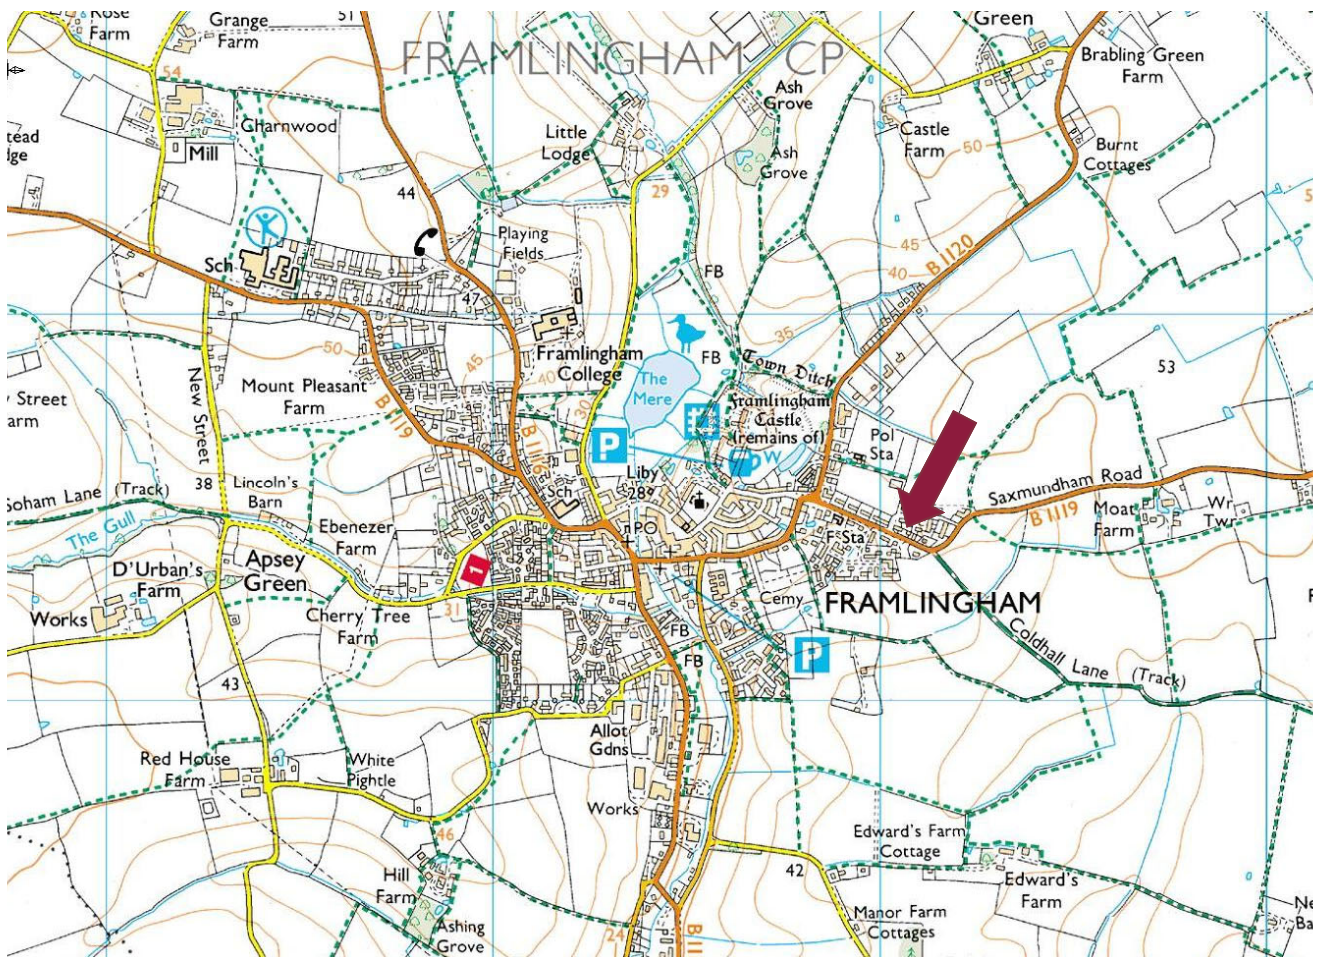 Rose
Farm
Grange
Farm
51
FRAMLINGHAM CP
Green
Brabling Green
Farm
54
Charnwood
Mill
Little
Lodge
Ash
Grove
Ash
Grove
Castle
Farm
50
Burnt
Cottages
44
29
Playing
Fields
Sch
47
FB
45
40
B 1120
50
45
40
Framlingham
College
FB
35
Town Ditch
The
Mere
Framlingham
Castle
(remains of)
53
New Street
Mount Pleasant
Farm
B 1119
B 1116
30
P
W
Pol
Sta
Liby
28
Sch
PO
38
Lincoln's
Barn
Soham Lane (Track)
The Gull
Ebenezer
Farm
Saxmundham Road
B 1119
Moat
Farm
Wr
Twr
F Sta
D'Urban's
Farm
Apsey
Green
1
Works
Cherry Tree
Farm
31
Cemy
FRAMLINGHAM
FB
FB
P
Coldhall Lane (Track)
43
Allot
Gdns
Red House
Farm
White
Pightle
Works
46
Edward's Farm
Cottage
Hill
Farm
42
Edward's
Farm
Manor Farm
Cottages
Ashing
Grove
24
B 11